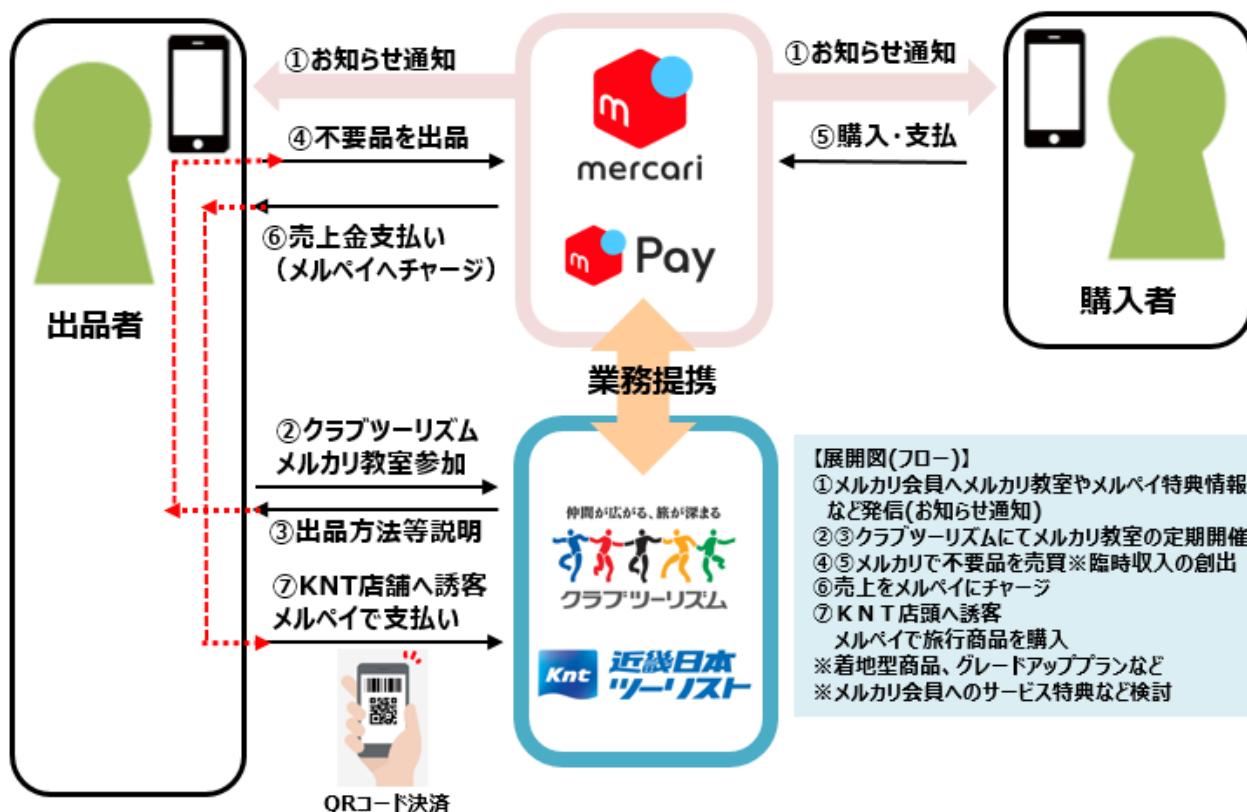 ①お知らせ通知
①お知らせ通知
④不要品を出品
⑤購入・支払
m
mercari
⑥売上金支払い
（メルペイへチャージ）
m Pay
出品者
購入者
業務提携
②クラブツーリズム
メルカリ教室参加
③出品方法等説明
⑦KNT店舗へ誘客
メルペイで支払い
QRコード決済
仲間が広がる、旅が深まる
クラブツーリズム
Knt 近畿日本
ツーリスト
【展開図(フロー)】
①メルカリ会員へメルカリ教室やメルペイ特典情報
など発信(お知らせ通知)
②③クラブツーリズムにてメルカリ教室の定期開催
④⑤メルカリで不要品を売買※臨時収入の創出
⑥売上をメルペイにチャージ
⑦ＫＮＴ店頭へ誘客
メルペイで旅行商品を購入
※着地型商品、グレードアッププランなど
※メルカリ会員へのサービス特典など検討